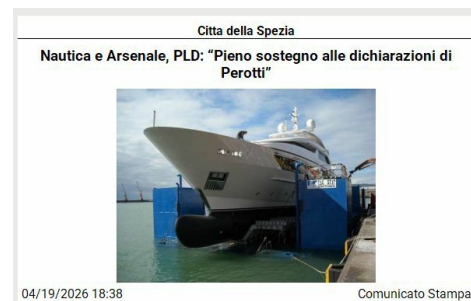 Citta della Spezia
Nautica e Arsenale, PLD: “Pieno sostegno alle dichiarazioni di
Perotti”
04/19/2026 18:38
Comunicato Stampa